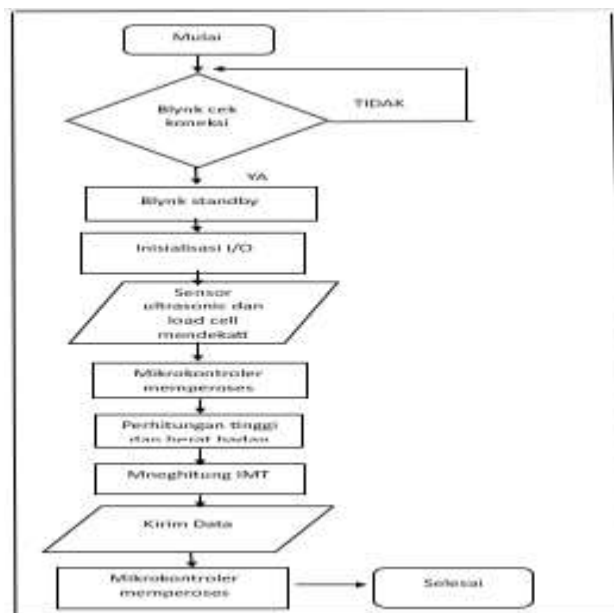 Mulai
Blynk cek
koneksi
TIDAK
YA
Blynk standby
Inisialisasi I/O
Sensor
ultrasonic dan
load cell
mendekati
Mikrokontroler
memperoses
Perhitungan tinggi
dan berat badan
Mneghitung IMT
Kirim Data
Mikrokontroler
memperoses
Selesai